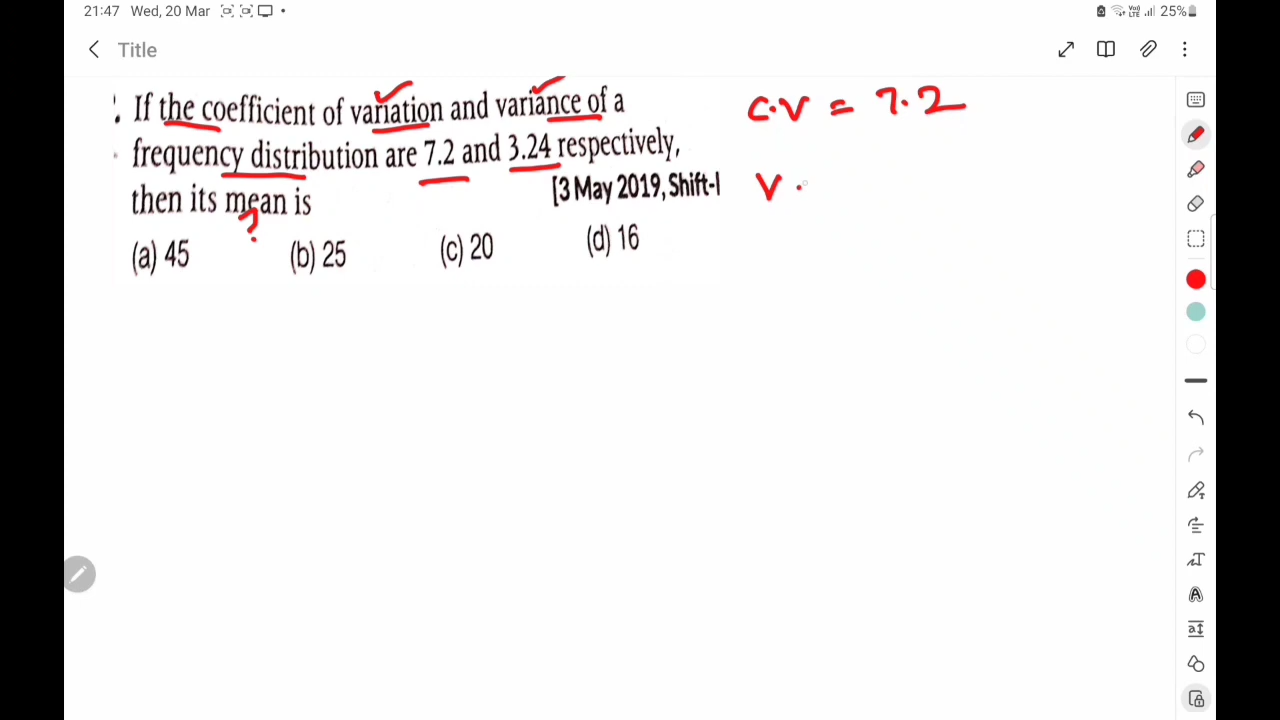 21:47 Wed, 20 Mar
25%
Title
: If the coefficient of variation and variance of a
C.V = 7.2
frequency distribution are 7.2 and 3.24 respectively,
then its mean is
[3 May 2019, Shift-I
V
?
(a) 45 (b) 25 (c) 20 (d) 16